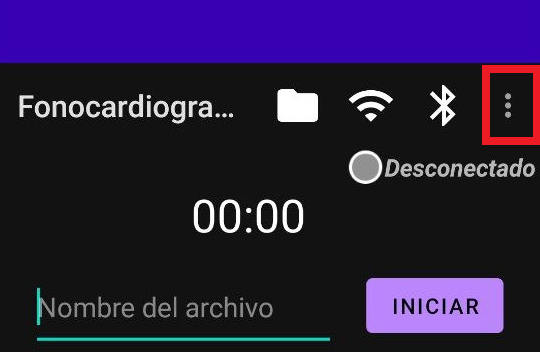 Fonocardiogra...
Desconectado
00:00
Nombre del archivo
INICIAR